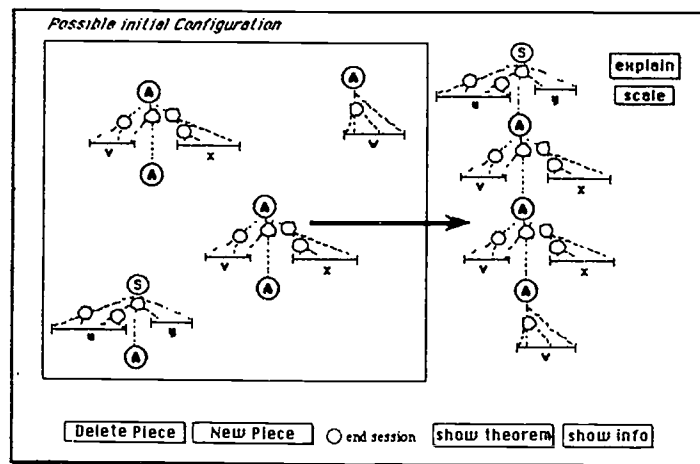 Possible initial Configuration
A
v
x
A
A
w
A
v
x
A
S
u
y
A
S
u
y
A
v
x
A
v
x
A
explain
scale
Delete Piece
New Piece
end session
show theorem
show info